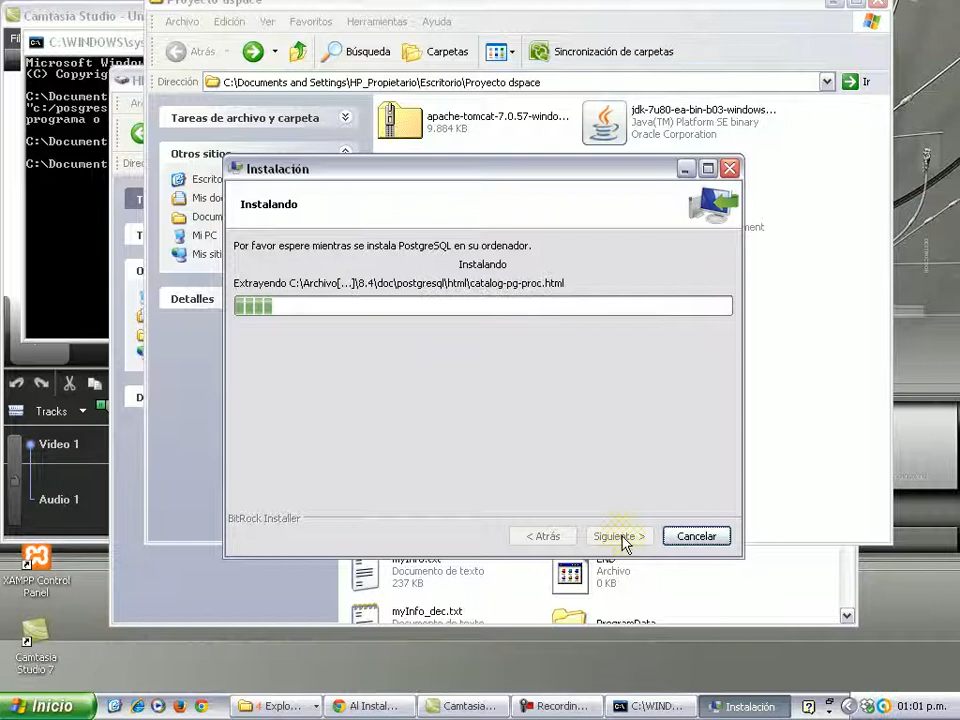 Camtasia Studio - Un
Proyecto dspace
Archivo Edición Ver Favoritos Herramientas Ayuda
C:\WINDOWS\sys
Atrás Búsqueda Carpetas Sincronización de carpetas
Microsoft Window
(C) Copyrig
Dirección C:\Documents and Settings\HP_Propietario\Escritorio\Proyecto dspace Ir
C:\Document
"c:/posgres
programa o
C:\Document
C:\Document
Tareas de archivo y carpeta
Otros sitios
Escrito
Mis do
Docum
Mi PC
Mis siti
Detalles
apache-tomcat-7.0.57-windo...
9.884 KB
jdk-7u80-ea-bin-b03-windows...
Java(TM) Platform SE binary
Oracle Corporation
Instalación
Instalando
Por favor espere mientras se instala PostgreSQL en su ordenador.
Instalando
Extrayendo C:\Archivo[...]\8.4\doc\postgresql\html\catalog-pg-proc.html
BitRock Installer
< Atrás Siguiente > Cancelar
Tracks
Video 1
Audio 1
XAMPP Control
Panel
Camtasia
Studio 7
Documento de texto
237 KB
Archivo
0 KB
myInfo_dec.txt
Documento de texto
ProgramData
Inicio 4 Explo... Al Instal... Camtasia... Recordin... C:\WIND... Instalación 01:01 p.m.